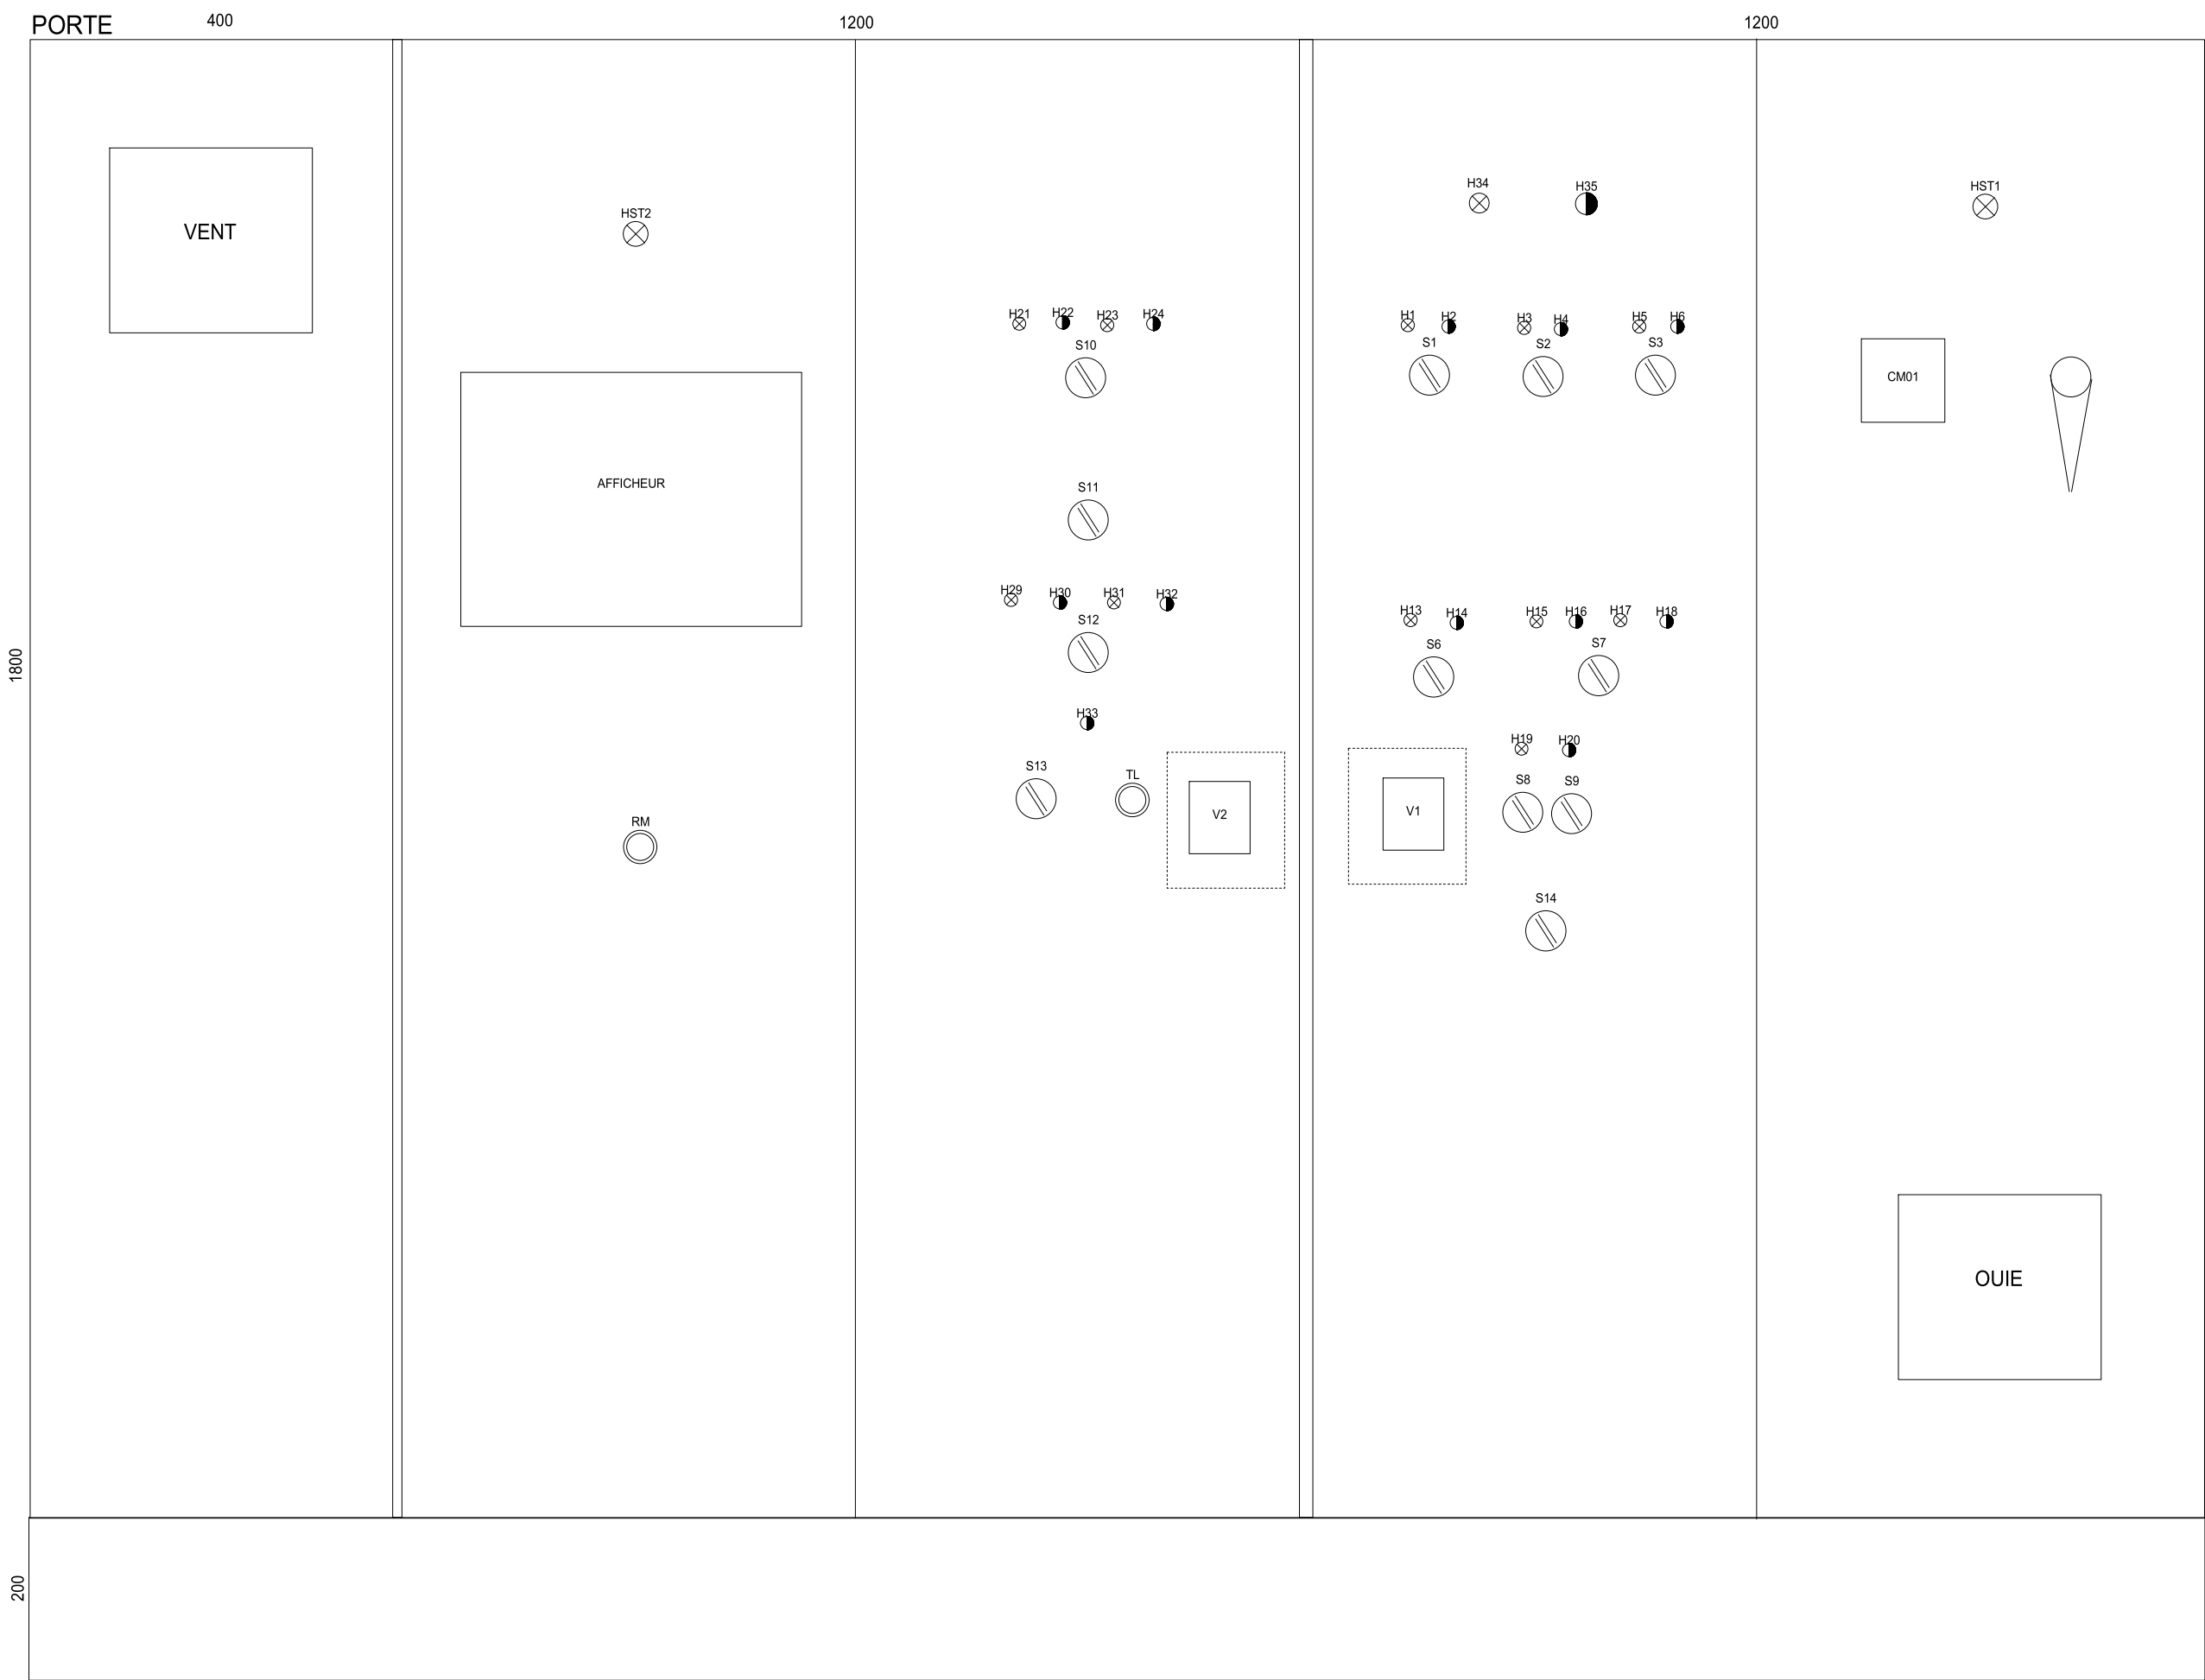 PORTE
400
1200
1200
VENT
HST2
H34
H35
HST1
H21
H22
H23
H24
H1
H2
H3
H4
H5
H6
S10
S1
S2
S3
CM01
AFFICHEUR
S11
H29
H30
H31
H32
S12
H13
H14
H15
H16
H17
H18
S6
S7
1800
H33
H19
H20
S13
TL
V2
V1
S8
S9
RM
S14
OUIE
200